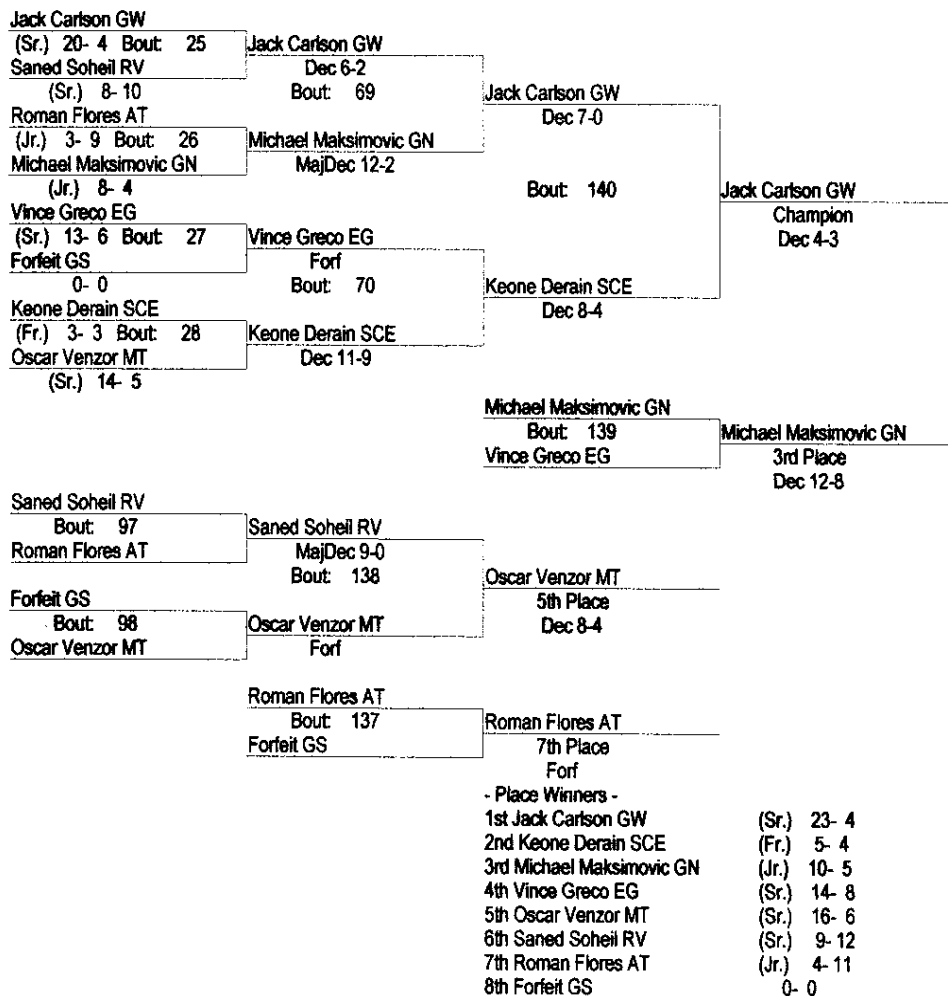 Jack Carlson GW
(Sr.) 20- 4 Bout: 25
Saned Soheil RV
(Sr.) 8- 10
Roman Flores AT
(Jr.) 3- 9 Bout: 26
Michael Maksimovic GN
(Jr.) 8- 4
Vince Greco EG
(Sr.) 13- 6 Bout: 27
Forfeit GS
0- 0
Keone Derain SCE
(Fr.) 3- 3 Bout: 28
Oscar Venzor MT
(Sr.) 14- 5
Jack Carlson GW
Dec 6-2
Bout: 69
Michael Maksimovic GN
MajDec 12-2
Vince Greco EG
Forf
Bout: 70
Keone Derain SCE
Dec 11-9
Jack Carlson GW
Dec 7-0
Bout: 140
Keone Derain SCE
Dec 8-4
Jack Carlson GW
Champion
Dec 4-3
Michael Maksimovic GN
Bout: 139
Vince Greco EG
Michael Maksimovic GN
3rd Place
Dec 12-8
Saned Soheil RV
Bout: 97
Roman Flores AT
Forfeit GS
Bout: 98
Oscar Venzor MT
Saned Soheil RV
MajDec 9-0
Bout: 138
Oscar Venzor MT
Forf
Oscar Venzor MT
5th Place
Dec 8-4
Roman Flores AT
Bout: 137
Forfeit GS
Roman Flores AT
7th Place
Forf
- Place Winners -
1st Jack Carlson GW (Sr.) 23- 4
2nd Keone Derain SCE (Fr.) 5- 4
3rd Michael Maksimovic GN (Jr.) 10- 5
4th Vince Greco EG (Sr.) 14- 8
5th Oscar Venzor MT (Sr.) 16- 6
6th Saned Soheil RV (Sr.) 9- 12
7th Roman Flores AT (Jr.) 4- 11
8th Forfeit GS 0- 0